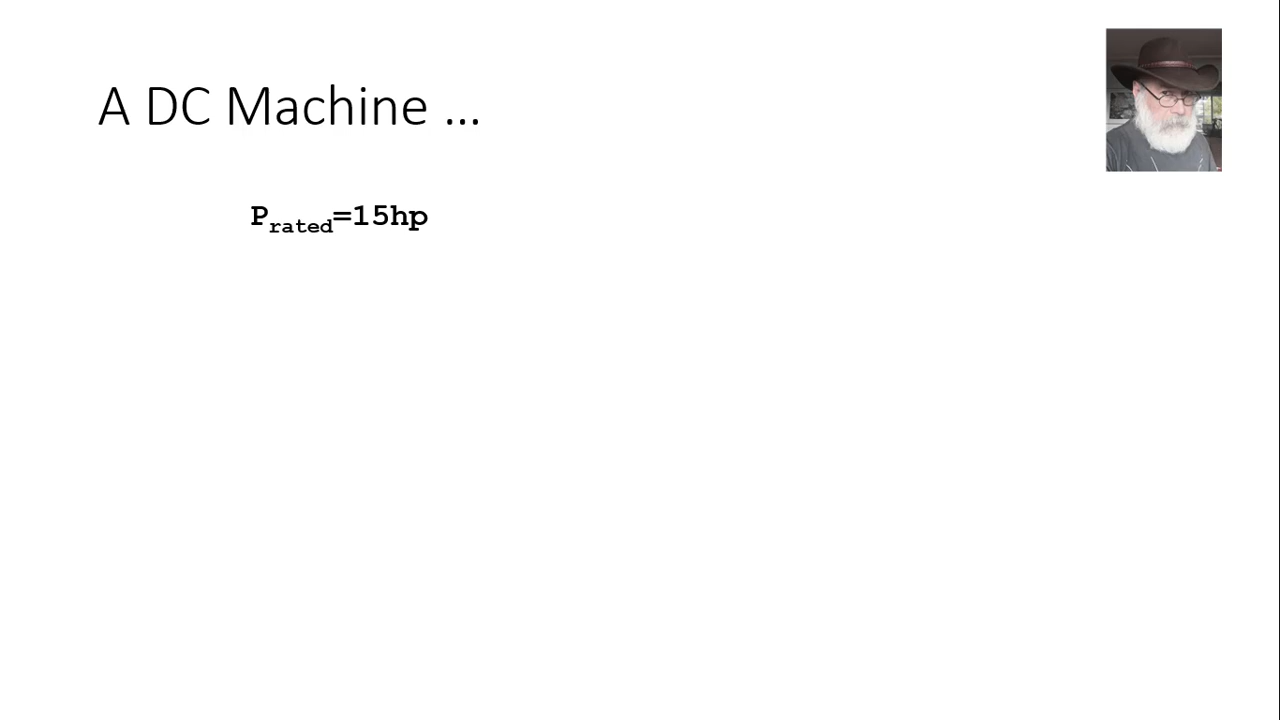 A DC Machine …
Prated=15hp